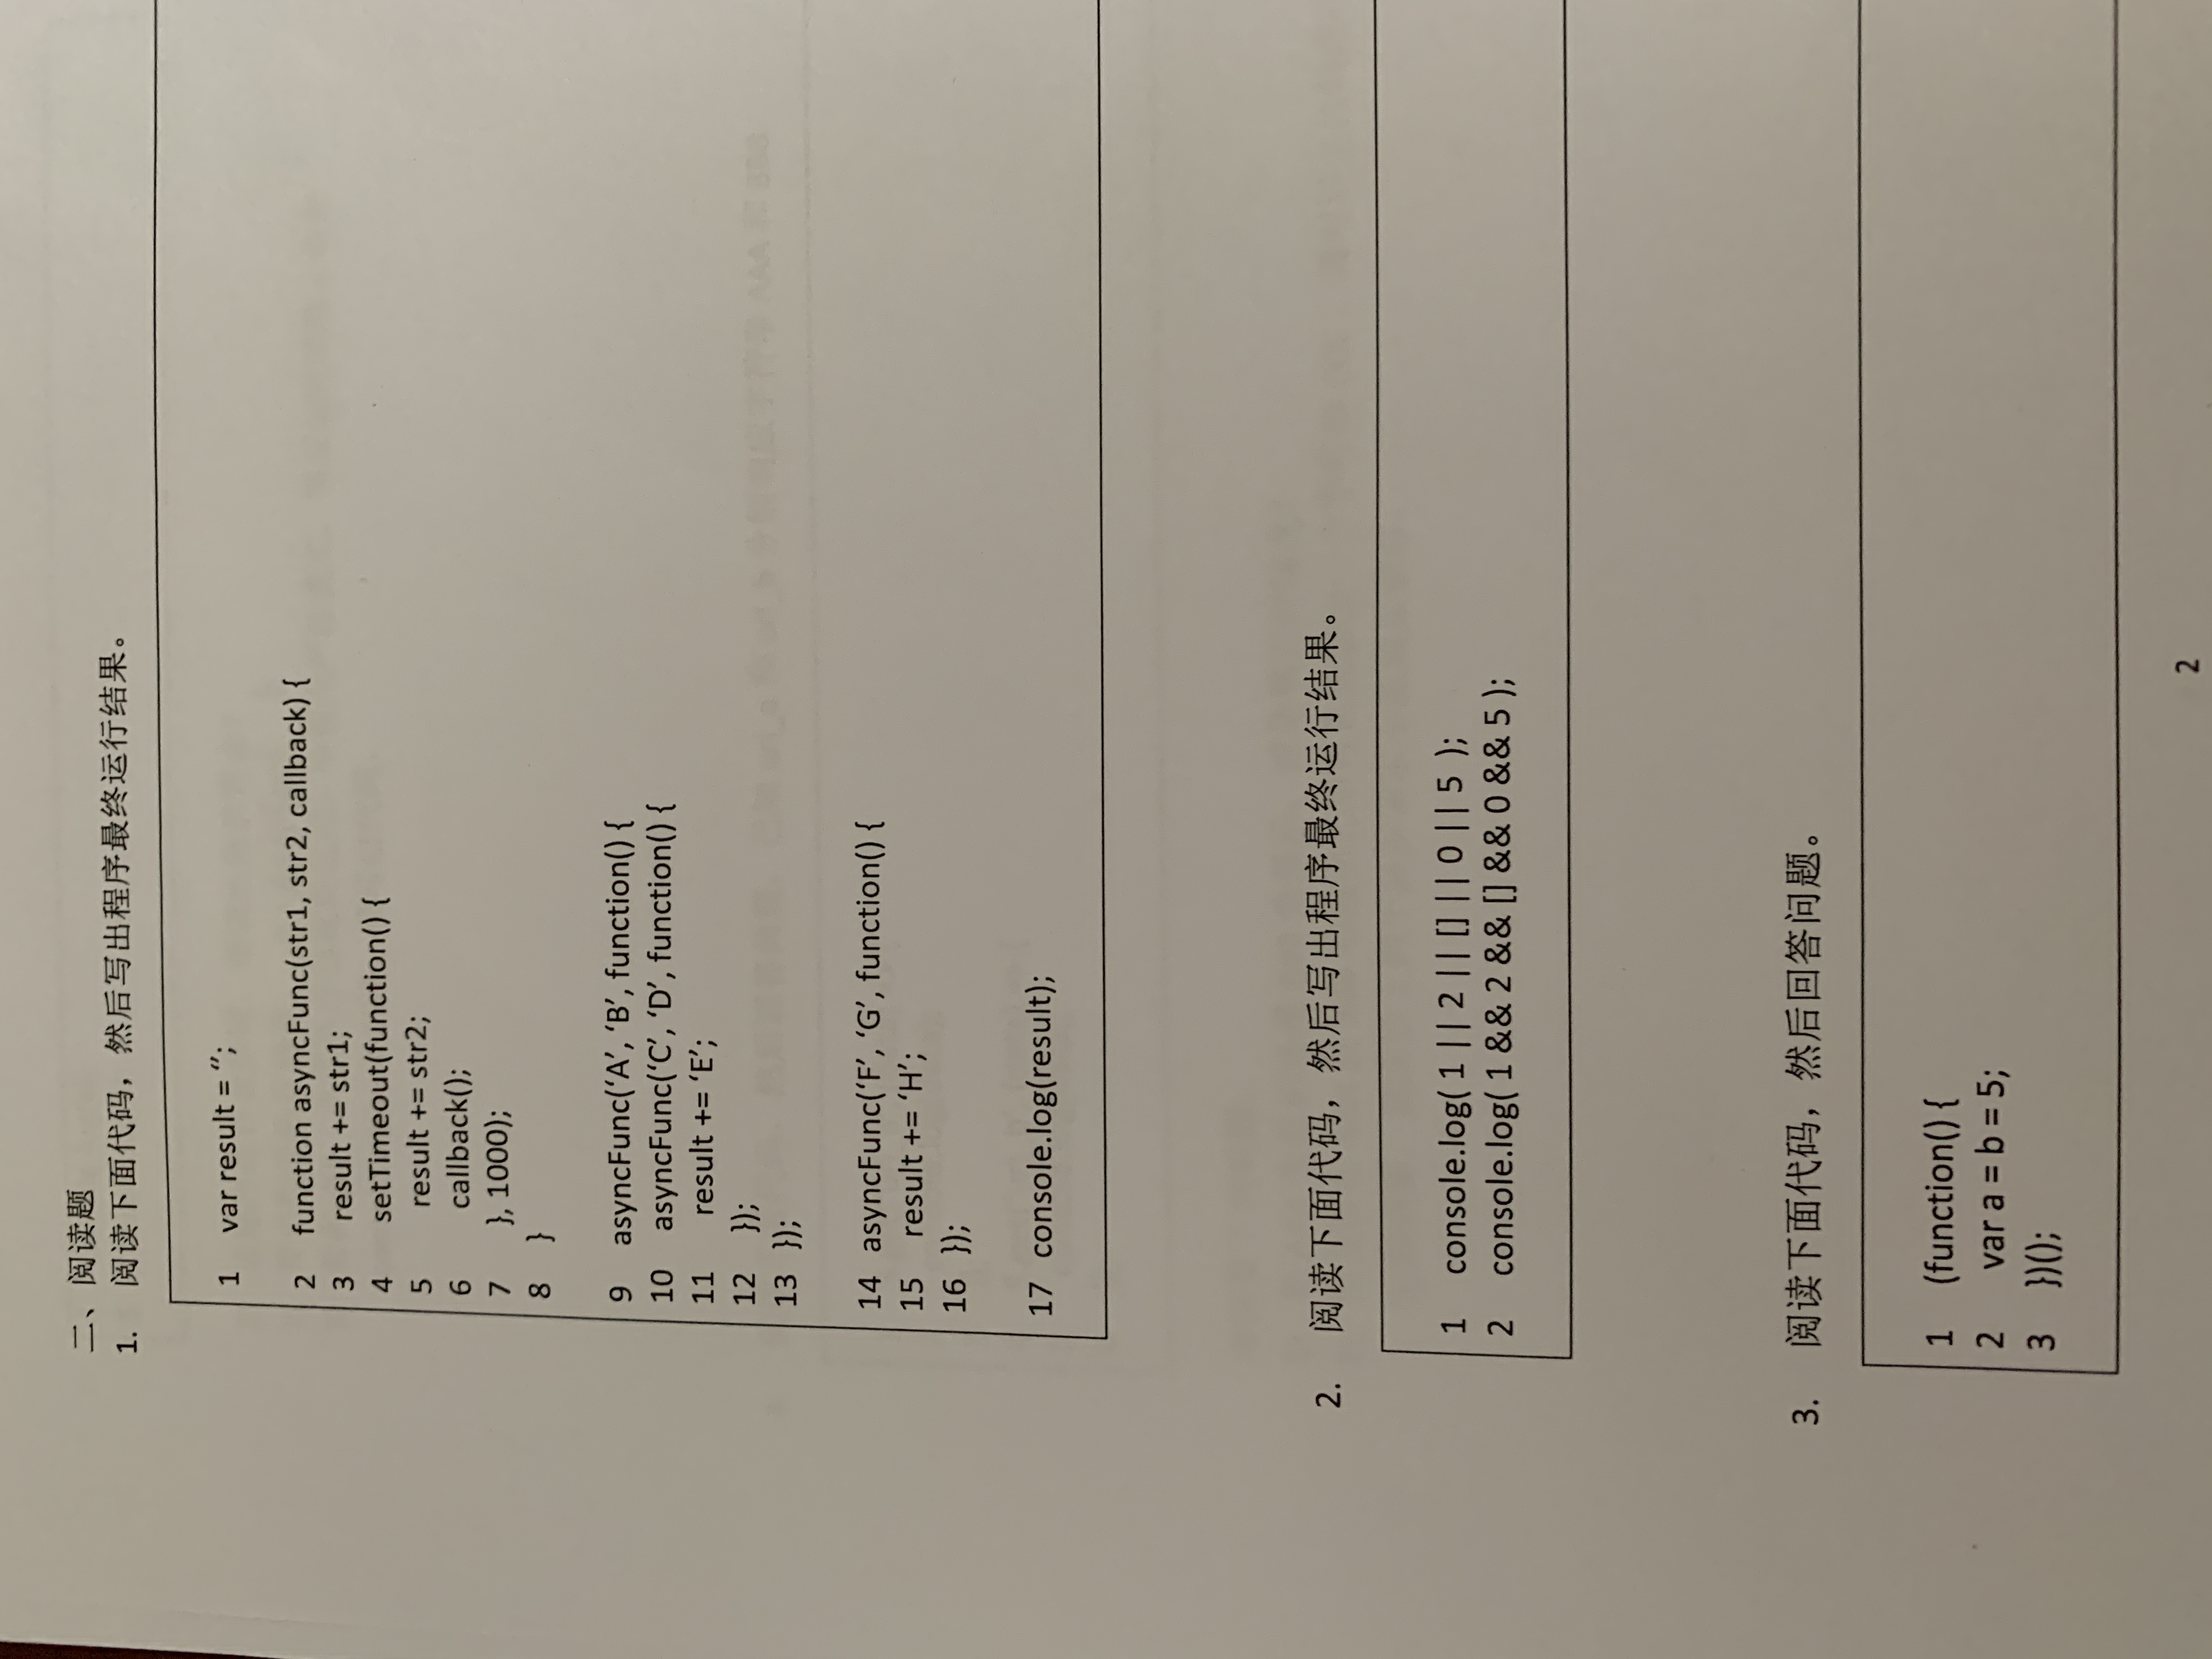 二、阅读题
1. 阅读下面代码，然后写出程序最终运行结果。
1 var result = ‘’;
2 function asyncFunc(str1, str2, callback) {
3 result += str1;
4 setTimeout(function() {
5 result += str2;
6 callback();
7 }, 1000);
8 }
9 asyncFunc(‘A’, ‘B’, function() {
10 asyncFunc(‘C’, ‘D’, function() {
11 result += ‘E’;
12 });
13 });
14 asyncFunc(‘F’, ‘G’, function() {
15 result += ‘H’;
16 });
17 console.log(result);
2. 阅读下面代码，然后写出程序最终运行结果。
1 console.log( 1 || 2 || [] || 0 || 5 );
2 console.log( 1 && 2 && [] && 0 && 5 );
3. 阅读下面代码，然后回答问题。
1 (function() {
2 var a = b = 5;
3 })();
2